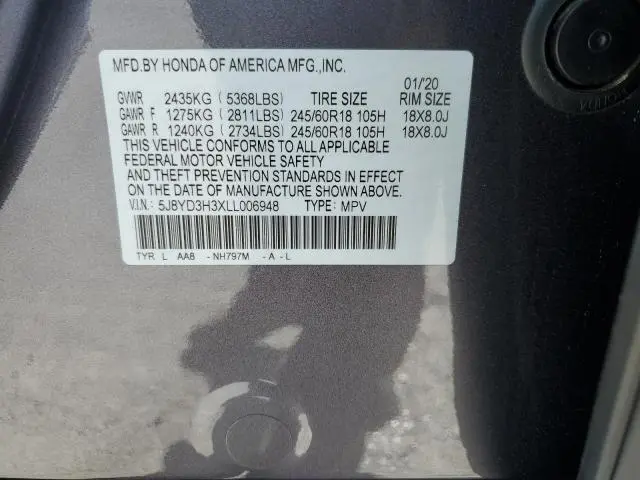 MFD.BY HONDA OF AMERICA MFG.,INC.
01/20
GVWR 2435KG ( 5368LBS) TIRE SIZE RIM SIZE
GAWR F 1275KG ( 2811LBS) 245/60R18 105H 18X8.0J
GAWR R 1240KG ( 2734LBS) 245/60R18 105H 18X8.0J
THIS VEHICLE CONFORMS TO ALL APPLICABLE
FEDERAL MOTOR VEHICLE SAFETY
AND THEFT PREVENTION STANDARDS IN EFFECT
ON THE DATE OF MANUFACTURE SHOWN ABOVE.
V.I.N.: 5J8YD3H3XLL006948 TYPE: MPV
TYR L AA8 - NH797M - A - L
HONDA